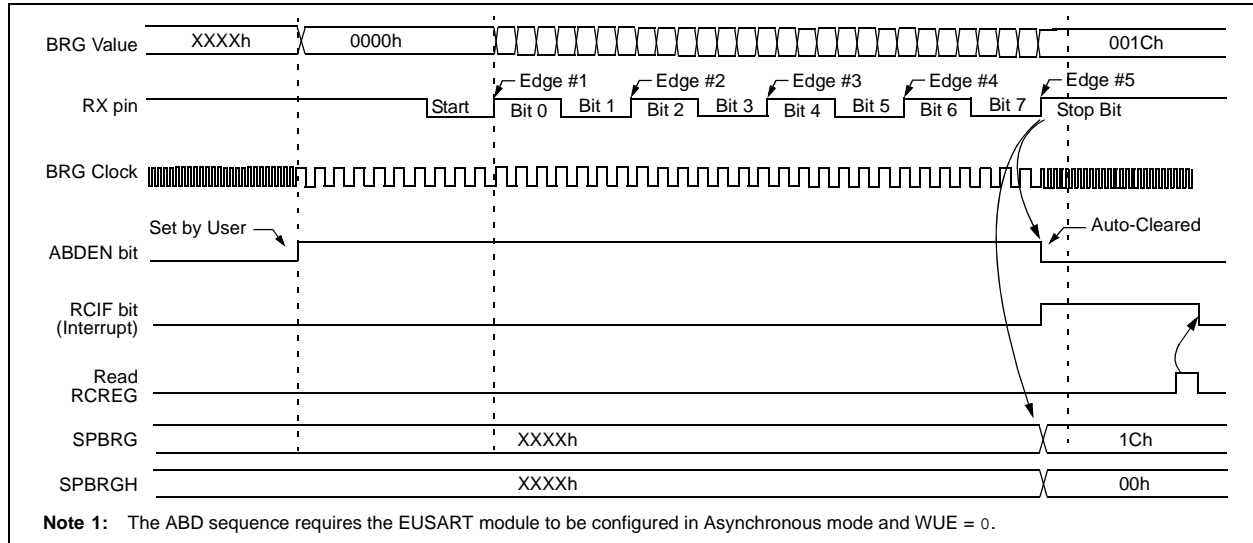 BRG Value
XXXXh
0000h
001Ch
RX pin
Start
Edge #1
Bit 0
Bit 1
Edge #2
Bit 2
Bit 3
Edge #3
Bit 4
Bit 5
Edge #4
Bit 6
Bit 7
Edge #5
Stop Bit
BRG Clock
Set by User
Auto-Cleared
ABDEN bit
RCIF bit
(Interrupt)
Read
RCREG
SPBRG
XXXXh
1Ch
SPBRGH
XXXXh
00h
Note 1: The ABD sequence requires the EUSART module to be configured in Asynchronous mode and WUE = 0.